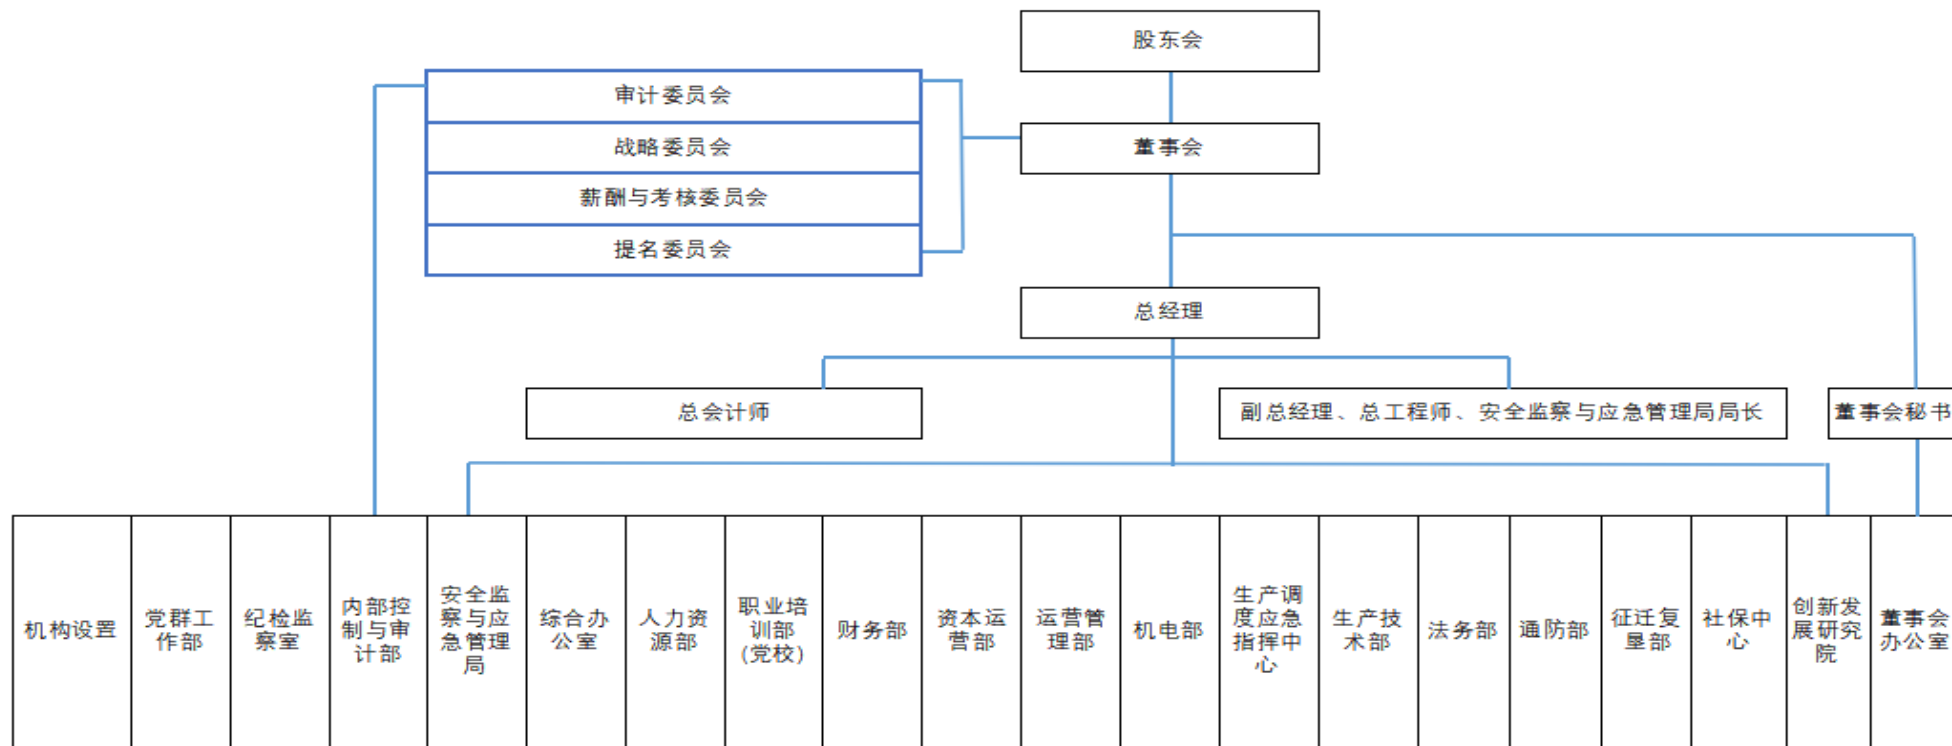 股东会
审计委员会
战略委员会
薪酬与考核委员会
提名委员会
董事会
总经理
总会计师
副总经理、总工程师、安全监察与应急管理局局长
董事会秘书
机构设置
党群工
作部
纪检监
察室
内部控
制与审
计部
安全监
察与应
急管理
局
综合办
公室
人力资
源部
职业培
训部
(党校)
财务部
资本运
营部
运营管
理部
机电部
生产调
度应急
指挥中
心
生产技
术部
法务部
通防部
征迁复
垦部
社保中
心
创新发
展研究
院
董事会
办公室